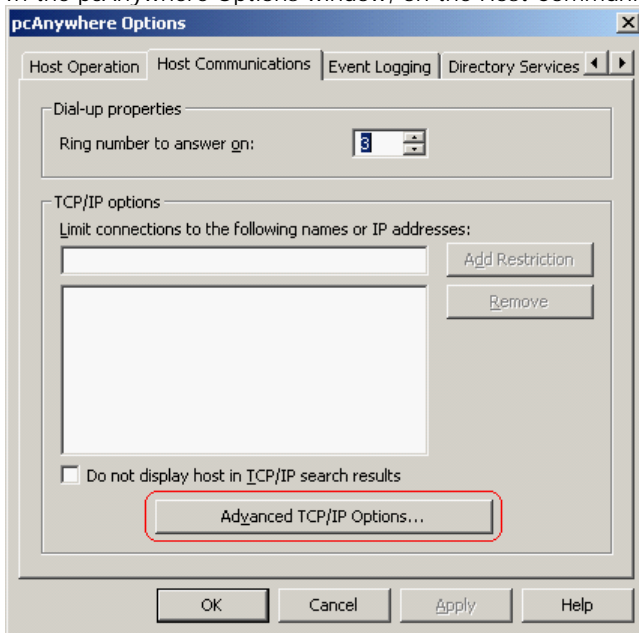 pcAnywhere Options
Host Operation Host Communications Event Logging Directory Services
Dial-up properties
Ring number to answer on: 3
TCP/IP options
Limit connections to the following names or IP addresses:
Add Restriction
Remove
Do not display host in TCP/IP search results
Advanced TCP/IP Options...
OK Cancel Apply Help